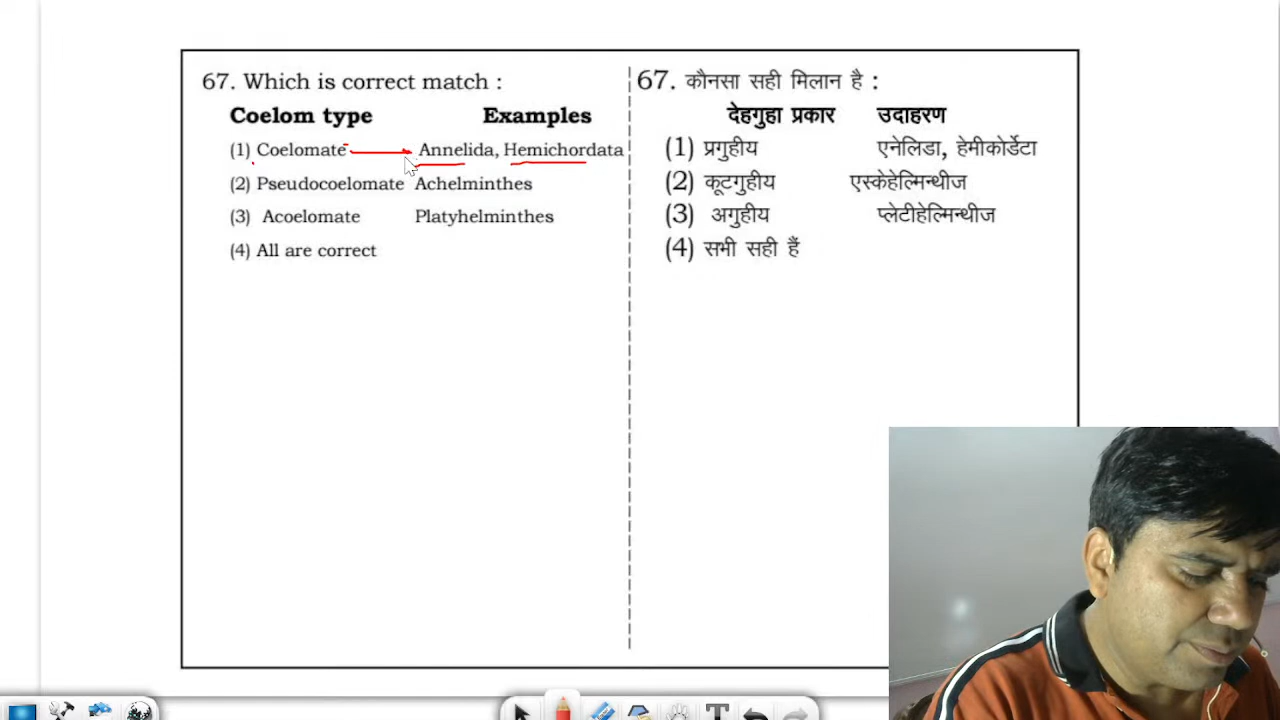 67. Which is correct match :
Coelom type Examples
(1) Coelomate Annelida, Hemichordata
(2) Pseudocoelomate Achelminthes
(3) Acoelomate Platyhelminthes
(4) All are correct
67. कौनसा सही मिलान है :
देहगुहा प्रकार उदाहरण
(1) प्रगुहीय एनेलिडा, हेमीकोर्डेटा
(2) कूटगुहीय एस्केहेल्मिन्थीज
(3) अगुहीय प्लेटीहेल्मिन्थीज
(4) सभी सही हैं